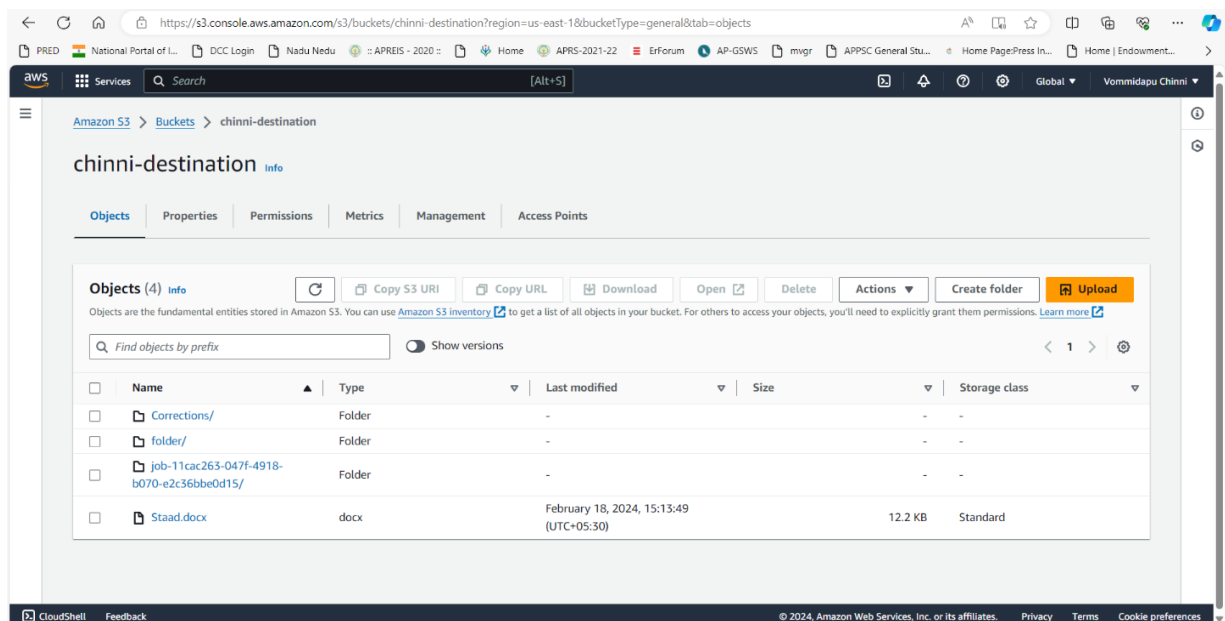 https://s3.console.aws.amazon.com/s3/buckets/chinni-destination?region=us-east-1&bucketType=general&tab=objects
PRED National Portal of I... DCC Login Nadu Nedu :: APREIS - 2020 :: Home APRS-2021-22 ErForum AP-GSWS mvgr APPSC General Stu... Home Page:Press In... Home | Endowment...
aws Services Search [Alt+S] Global Vommidapu Chinni
Amazon S3 > Buckets > chinni-destination
chinni-destination Info
Objects Properties Permissions Metrics Management Access Points
Objects (4) Info Copy S3 URI Copy URL Download Open Delete Actions Create folder Upload
Objects are the fundamental entities stored in Amazon S3. You can use Amazon S3 inventory to get a list of all objects in your bucket. For others to access your objects, you'll need to explicitly grant them permissions. Learn more
Find objects by prefix Show versions 1
Name Type Last modified Size Storage class
Corrections/ Folder - - -
folder/ Folder - - -
job-11cac263-047f-4918-
b070-e2c36bbe0d15/ Folder - - -
Staad.docx docx February 18, 2024, 15:13:49 12.2 KB Standard
(UTC+05:30)
CloudShell Feedback © 2024, Amazon Web Services, Inc. or its affiliates. Privacy Terms Cookie preferences